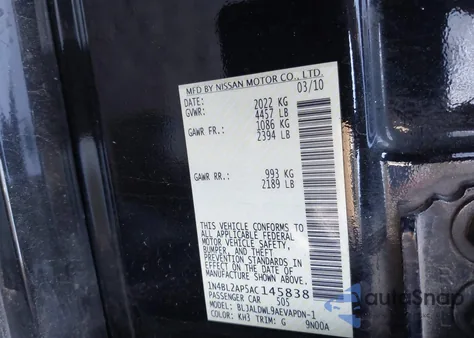 MFD BY NISSAN MOTOR CO., LTD.
DATE: 03/10
GVWR: 2022 KG
4457 LB
GAWR FR.: 1086 KG
2394 LB
GAWR RR.: 993 KG
2189 LB
THIS VEHICLE CONFORMS TO
ALL APPLICABLE FEDERAL
MOTOR VEHICLE SAFETY,
BUMPER, AND THEFT
PREVENTION STANDARDS
IN EFFECT ON THE DATE OF
MANUFACTURE SHOWN ABOVE.
1N4BL2AP5AC145838
PASSENGER CAR 505
MODEL: BLJALDWL9AEVAPDN-1
COLOR: KH3 TRIM: G 9N00A
autoSnap